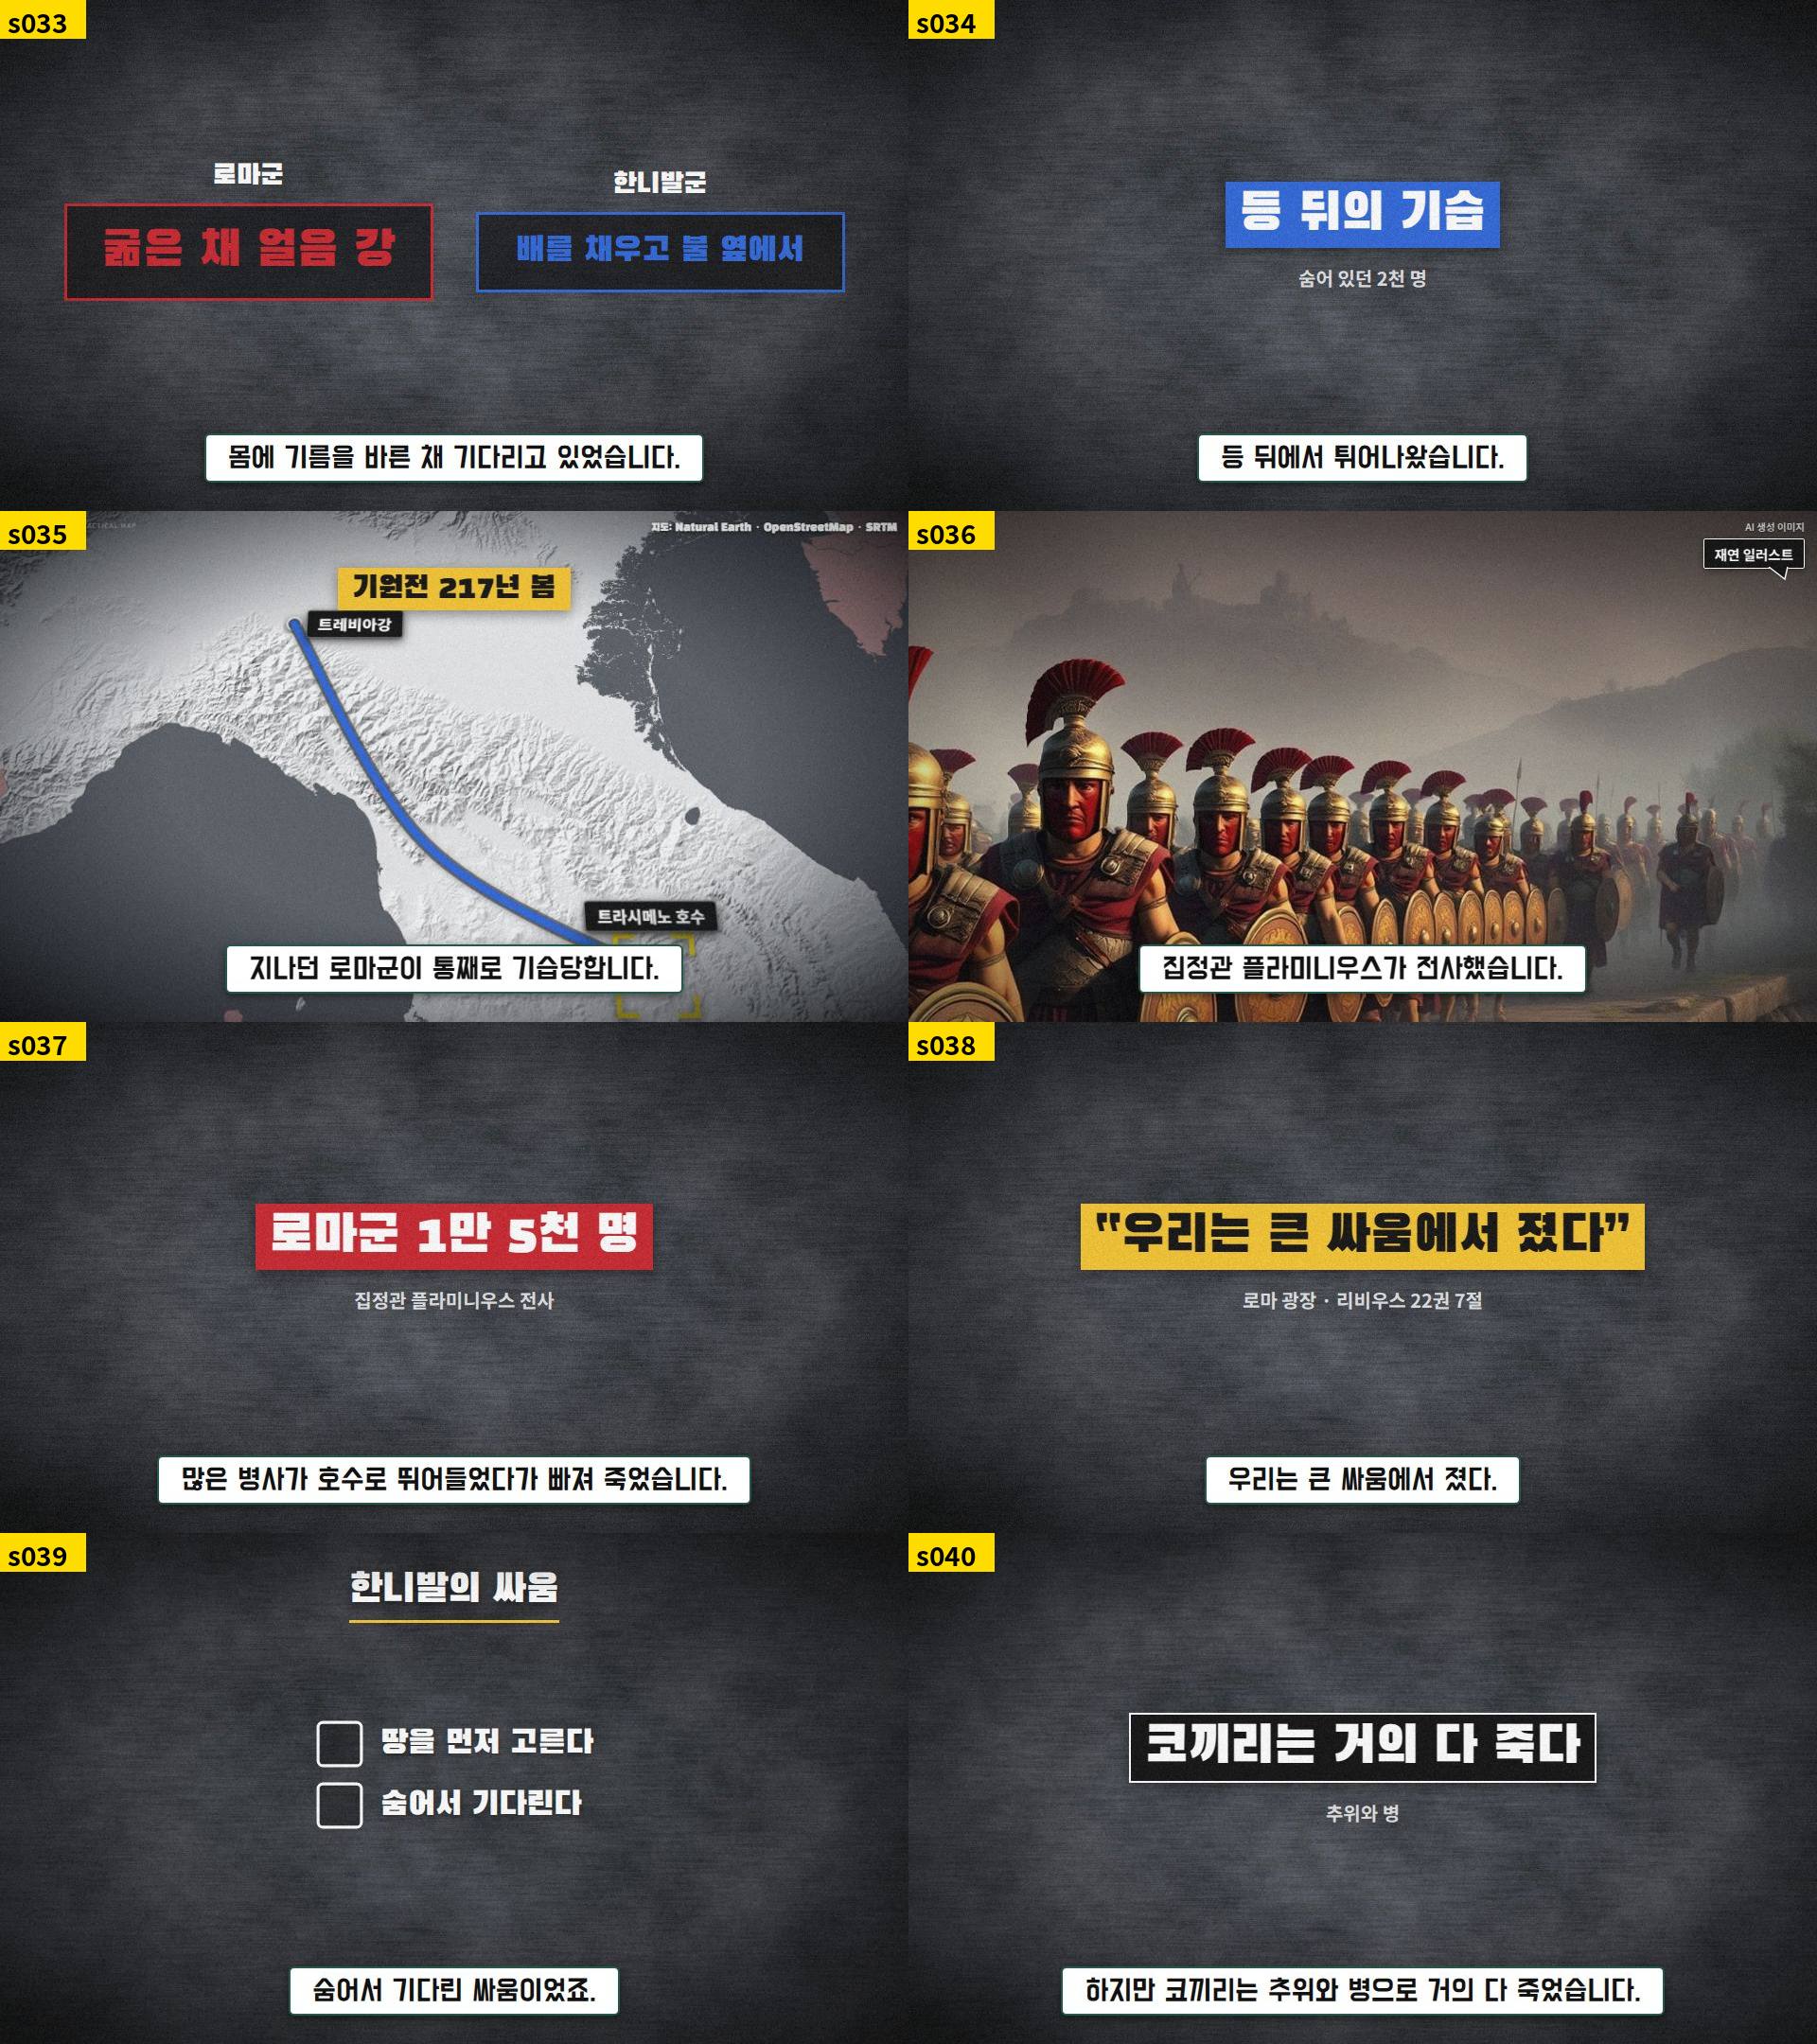 s033
로마군
굶은 채 얼음 강
한니발군
배를 채우고 불 옆에서
몸에 기름을 바른 채 기다리고 있었습니다.
s034
등 뒤의 기습
숨어 있던 2천 명
등 뒤에서 튀어나왔습니다.
s035
지도: Natural Earth · OpenStreetMap · SRTM
기원전 217년 봄
트레비아강
트라시메노 호수
지나던 로마군이 통째로 기습당합니다.
s036
AI 생성 이미지
재연 일러스트
집정관 플라미니우스가 전사했습니다.
s037
로마군 1만 5천 명
집정관 플라미니우스 전사
많은 병사가 호수로 뛰어들었다가 빠져 죽었습니다.
s038
“우리는 큰 싸움에서 졌다”
로마 광장 · 리비우스 22권 7절
우리는 큰 싸움에서 졌다.
s039
한니발의 싸움
땅을 먼저 고른다
숨어서 기다린다
숨어서 기다린 싸움이었죠.
s040
코끼리는 거의 다 죽다
추위와 병
하지만 코끼리는 추위와 병으로 거의 다 죽었습니다.